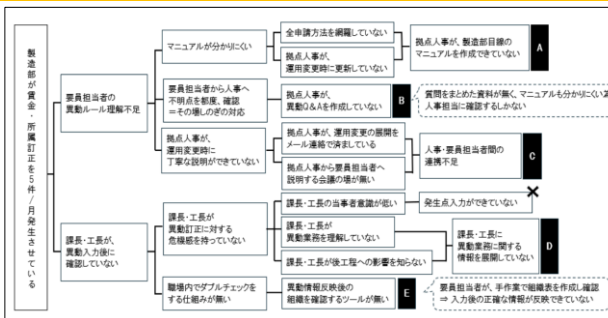 製造部が賃金・所属訂正を5件/月発生させている
要員担当者の
異動ルール理解不足
課長・工長が、
異動入力後に
確認していない
マニュアルが分かりにくい
要員担当者から人事へ
不明点を都度、確認
=その場しのぎの対応
拠点人事が、
運用変更時に
丁寧な説明ができていない
課長・工長が
異動訂正に対する
危機感を持っていない
職場内でダブルチェックを
する仕組みが無い
全申請方法を網羅していない
拠点人事が、
運用変更時に更新していない
拠点人事が、
異動Q&Aを作成していない
拠点人事が、運用変更の展開を
メール連絡で済ましている
拠点人事から要員担当者へ
説明する会議の場が無い
課長・工長の当事者意識が低い
課長・工長が
異動業務を理解していない
課長・工長が後工程への影響を知らない
異動情報反映後の
組織を確認するツールが無い
拠点人事が、製造部目線の
マニュアルを作成できていない
A
B
質問をまとめた資料が無く、マニュアルも分かりにくい為
人事担当に確認するしかない
人事・要員担当者間の
連携不足
C
発生点入力ができていない
課長・工長に
異動業務に関する
情報を展開していない
D
E
要員担当者が、手作業で組織表を作成し確認
⇒ 入力後の正確な情報が反映できていない